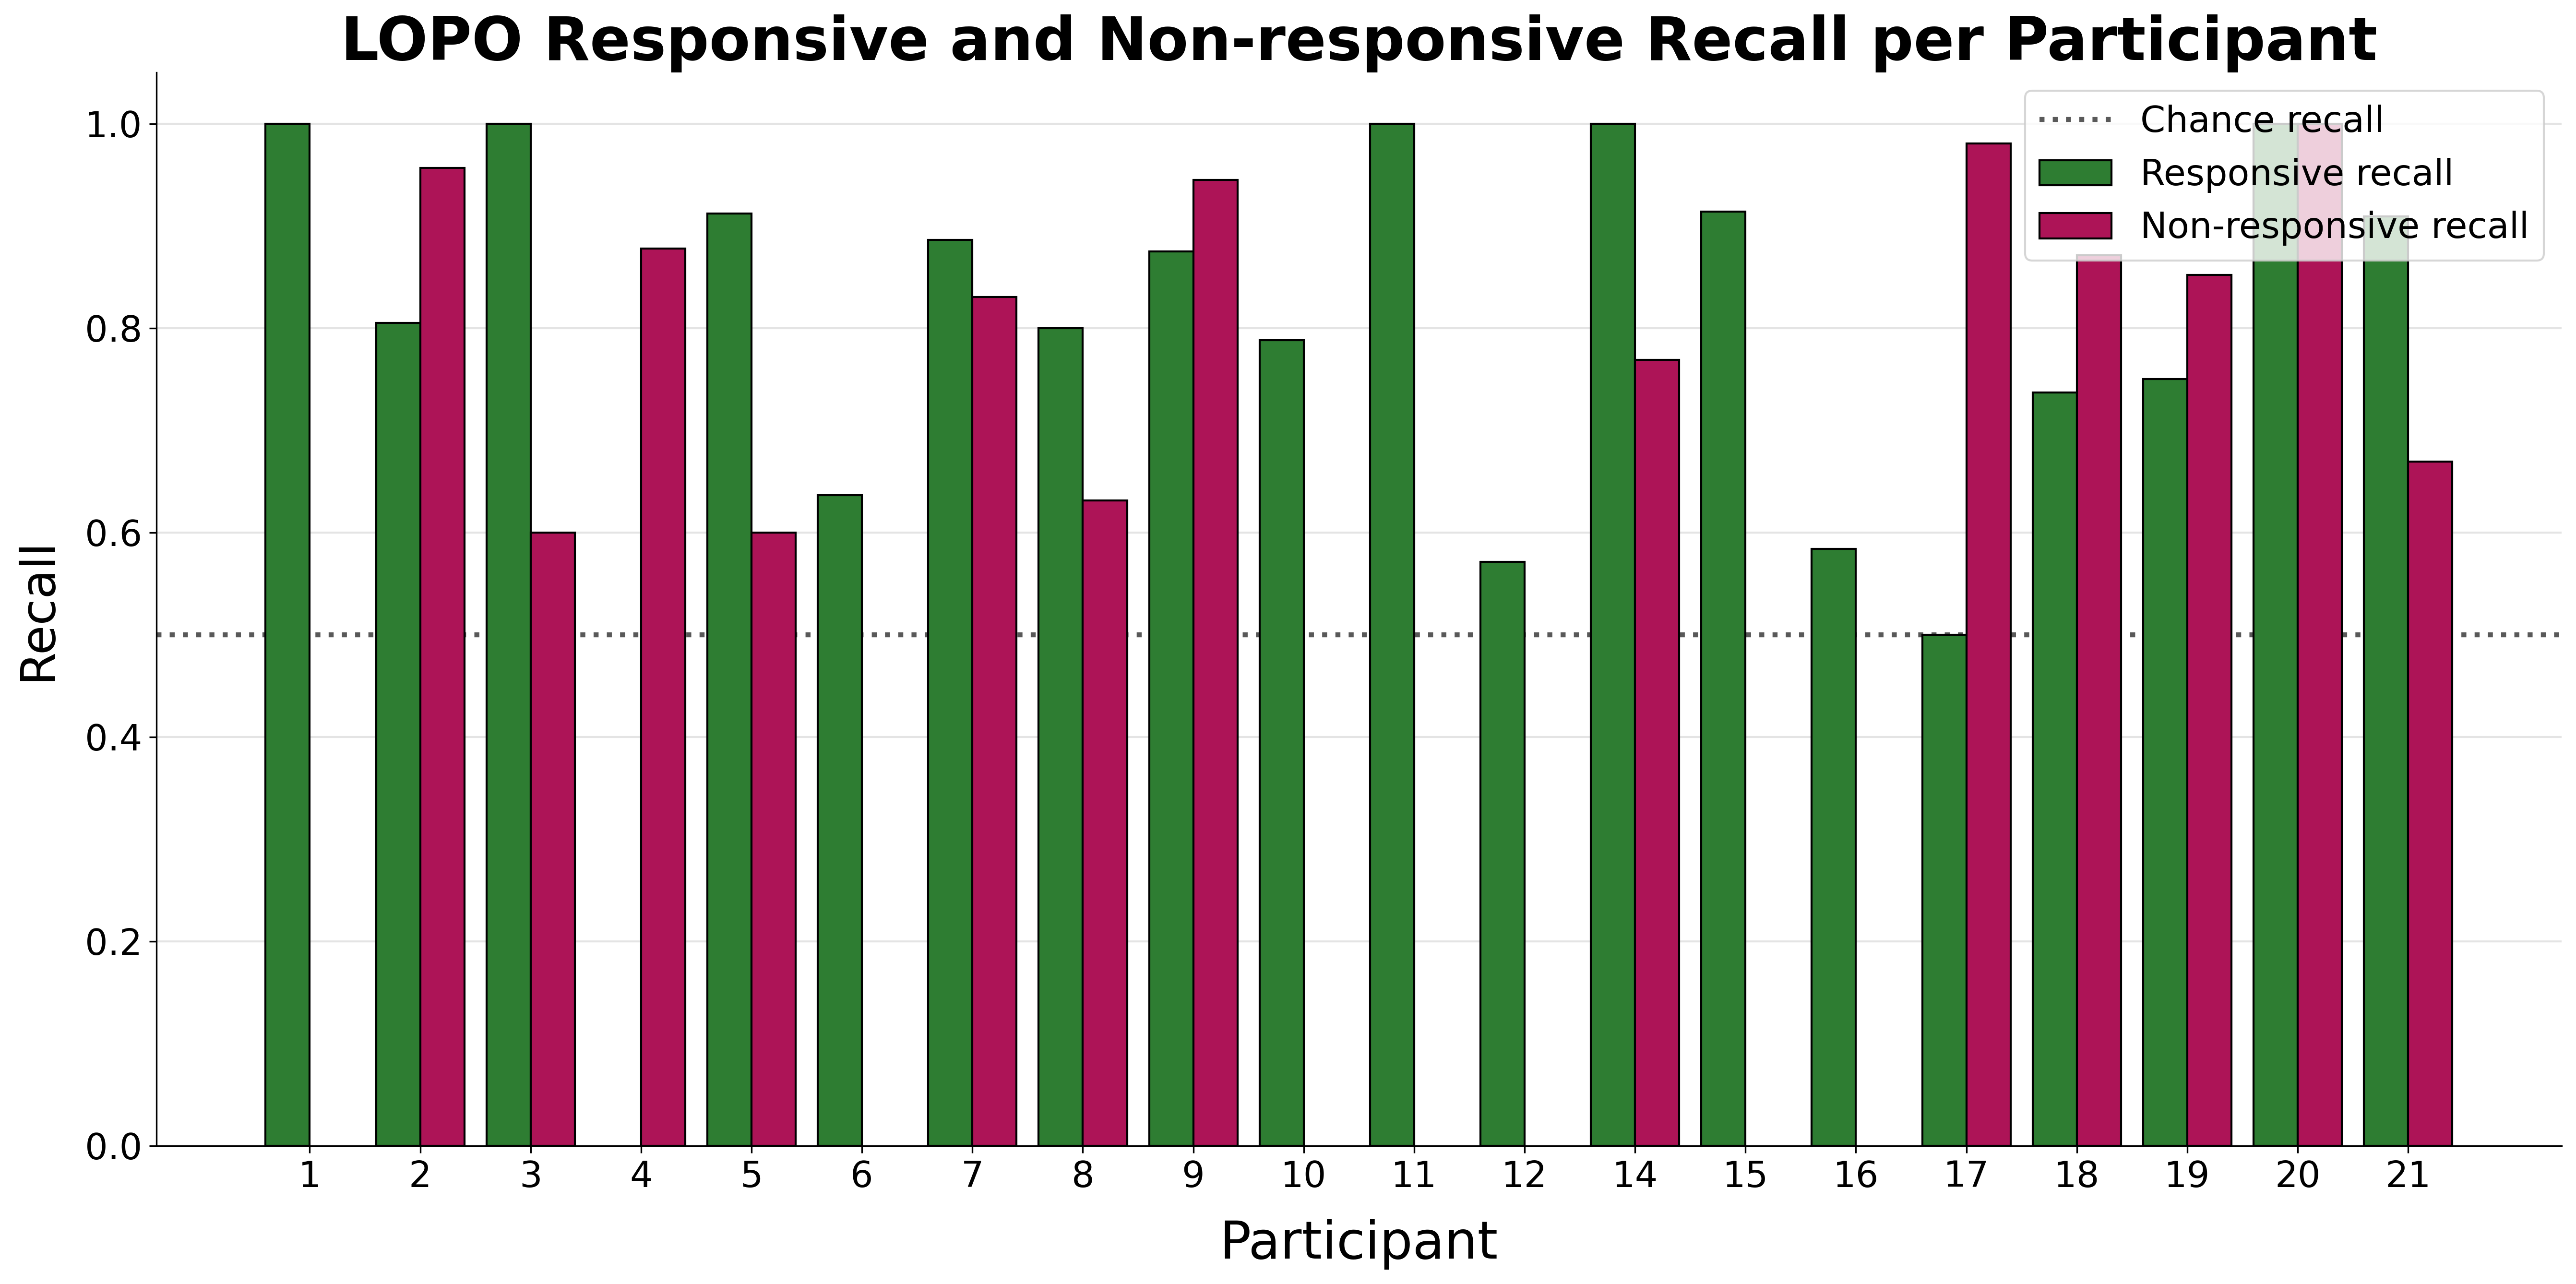 LOPO Responsive and Non-responsive Recall per Participant
Chance recall
Responsive recall
Non-responsive recall
1.0
0.8
0.6
0.4
0.2
0.0
Recall
1 2 3 4 5 6 7 8 9 10 11 12 14 15 16 17 18 19 20 21
Participant